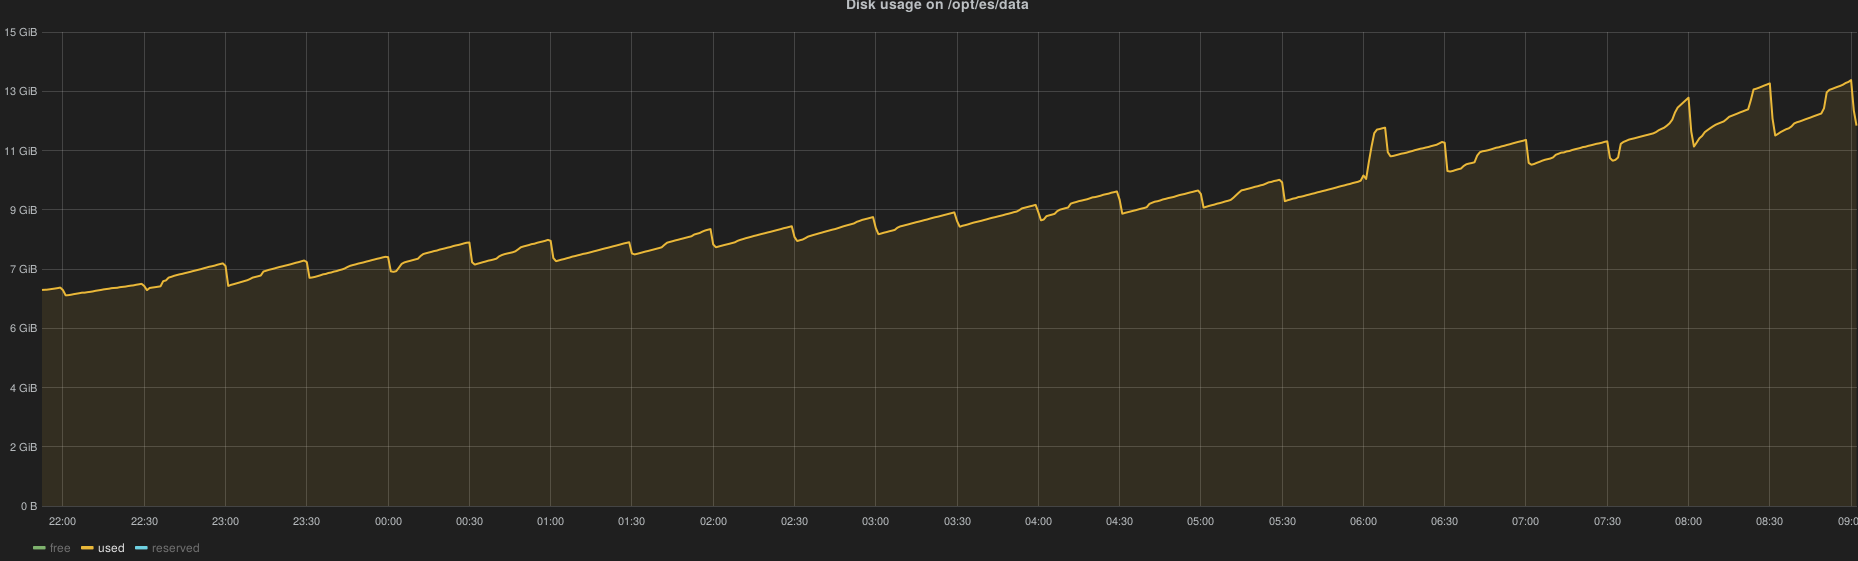 Disk usage on /opt/es/data
15 GiB
13 GiB
11 GiB
9 GiB
7 GiB
6 GiB
4 GiB
2 GiB
0 B
22:00 22:30 23:00 23:30 00:00 00:30 01:00 01:30 02:00 02:30 03:00 03:30 04:00 04:30 05:00 05:30 06:00 06:30 07:00 07:30 08:00 08:30 09:0
free used reserved